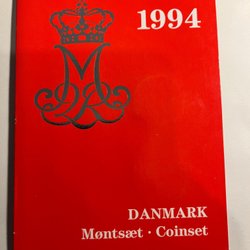 1994
DANMARK
Møntsæt · Coinset